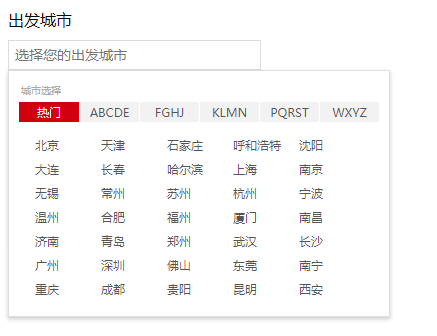 出发城市
选择您的出发城市
城市选择
热门 ABCDE FGHJ KLMN PQRST WXYZ
北京 天津 石家庄 呼和浩特 沈阳
大连 长春 哈尔滨 上海 南京
无锡 常州 苏州 杭州 宁波
温州 合肥 福州 厦门 南昌
济南 青岛 郑州 武汉 长沙
广州 深圳 佛山 东莞 南宁
重庆 成都 贵阳 昆明 西安